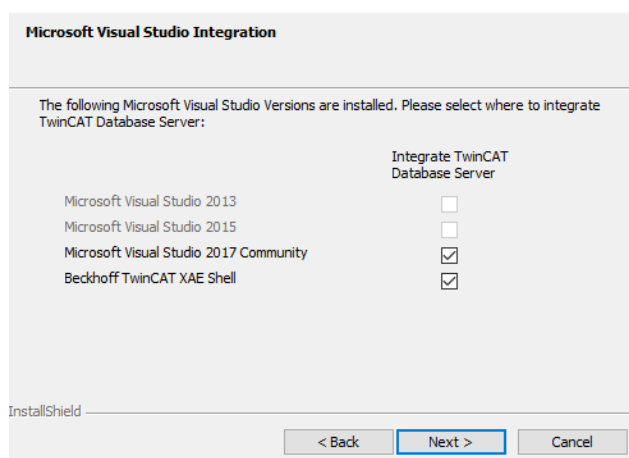 Microsoft Visual Studio Integration
The following Microsoft Visual Studio Versions are installed. Please select where to integrate
TwinCAT Database Server:
Integrate TwinCAT
Database Server
Microsoft Visual Studio 2013
Microsoft Visual Studio 2015
Microsoft Visual Studio 2017 Community
Beckhoff TwinCAT XAE Shell
InstallShield
< Back Next > Cancel